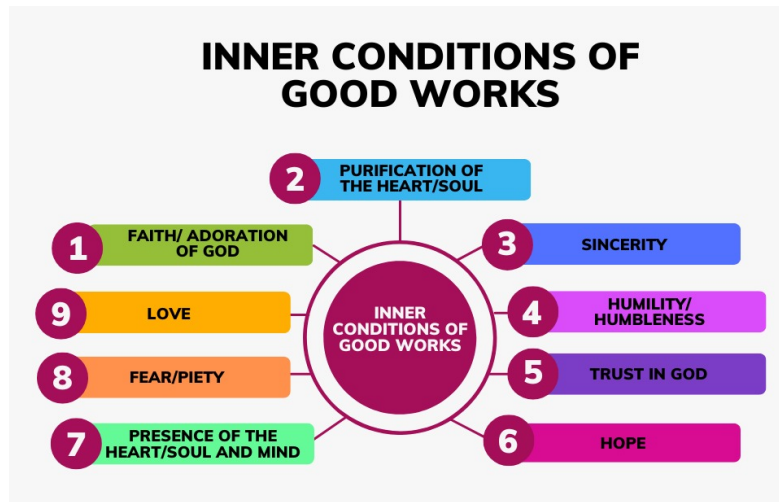 INNER CONDITIONS OF
GOOD WORKS
1
FAITH/ ADORATION
OF GOD
2
PURIFICATION OF
THE HEART/SOUL
3
SINCERITY
4
HUMILITY/
HUMBLENESS
5
TRUST IN GOD
6
HOPE
7
PRESENCE OF THE
HEART/SOUL AND MIND
8
FEAR/PIETY
9
LOVE
INNER
CONDITIONS OF
GOOD WORKS